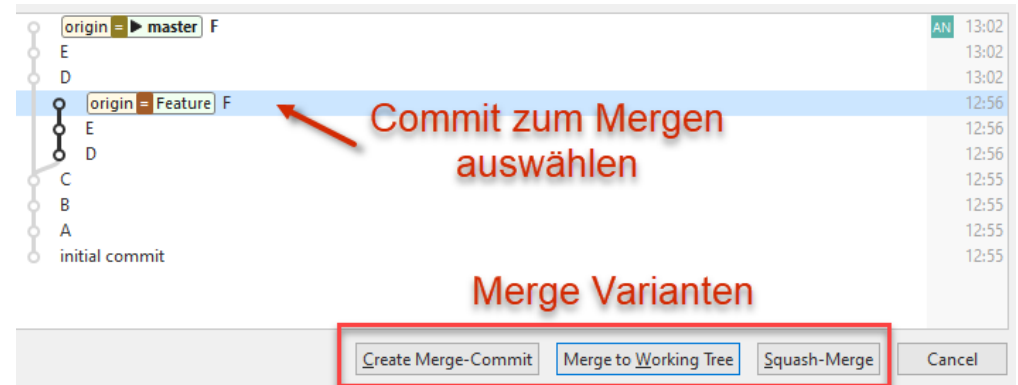 origin = ▶ master F AN 13:02
E 13:02
D 13:02
origin = Feature F 12:56
E 12:56
D 12:56
C 12:55
B 12:55
A 12:55
initial commit 12:55
Commit zum Mergen
auswählen
Merge Varianten
Create Merge-Commit Merge to Working Tree Squash-Merge Cancel